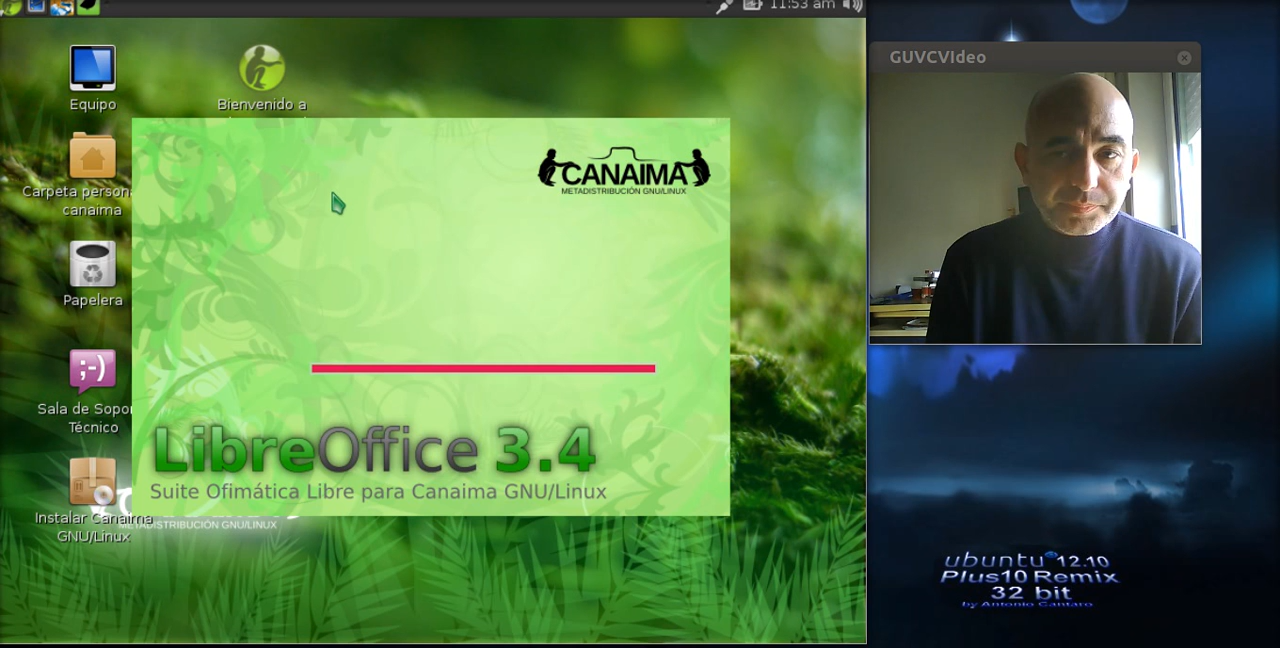 11:53 am
Equipo
Bienvenido a
Carpeta person
canaima
Papelera
;-)
Sala de Sopor
Técnico
Instalar Canaima
GNU/Linux
METADISTRIBUCIÓN GNU/LINUX
CANAIMA
METADISTRIBUCIÓN GNU/LINUX
LibreOffice 3.4
Suite Ofimática Libre para Canaima GNU/Linux
GUVCVIdeo
ubuntu 12.10
Plus10 Remix
32 bit
by Antonio Cantaro